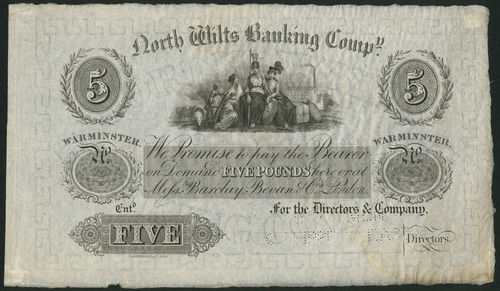 North Wilts Banking Compy.
5 5
WARMINSTER. WARMINSTER.
No No
We Promise to pay the Bearer
on Demand FIVE POUNDS here or at
Messrs. Barclay, Bevan & Co. London.
Entd. For the Directors & Company.
FIVE
Directors.